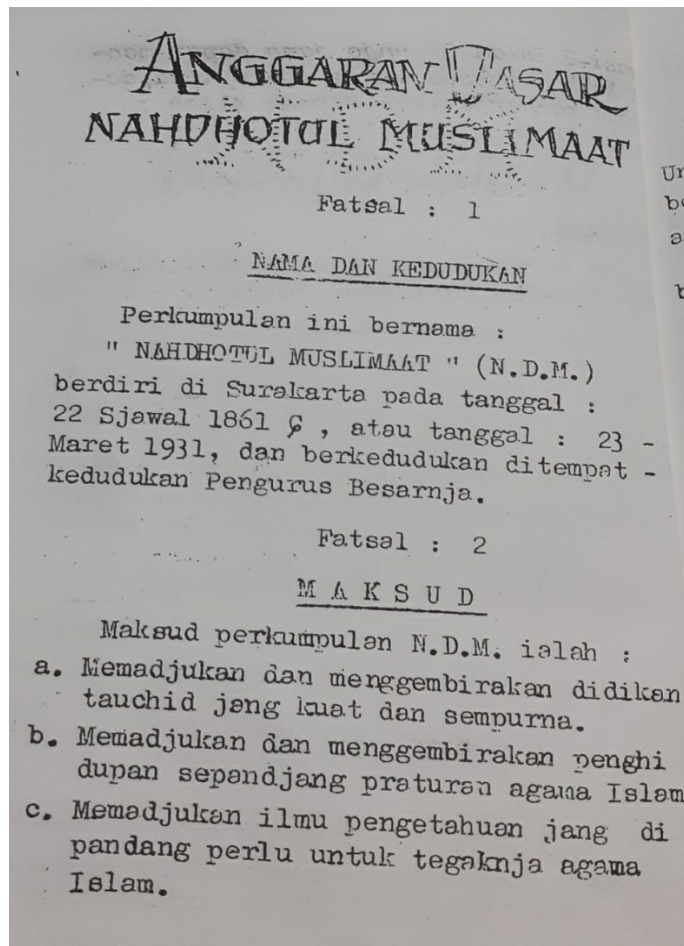 ANGGARAN DASAR
NAHDHOTUL MUSLIMAAT
Fatsal : 1
NAMA DAN KEDUDUKAN
Perkumpulan ini bernama :
" NAHDHOTUL MUSLIMAAT " (N.D.M.)
berdiri di Surakarta pada tanggal :
22 Sjawal 1861 , atau tanggal : 23 -
Maret 1931, dan berkedudukan ditempat -
kedudukan Pengurus Besarnja.
Fatsal : 2
M A K S U D
Maksud perkumpulan N.D.M. ialah :
a. Memadjukan dan menggembirakan didikan
tauchid jang kuat dan sempurna.
b. Memadjukan dan menggembirakan penghi
dupan sepandjang praturan agama Islam
c. Memadjukan ilmu pengetahuan jang di
pandang perlu untuk tegaknja agama
Islam.